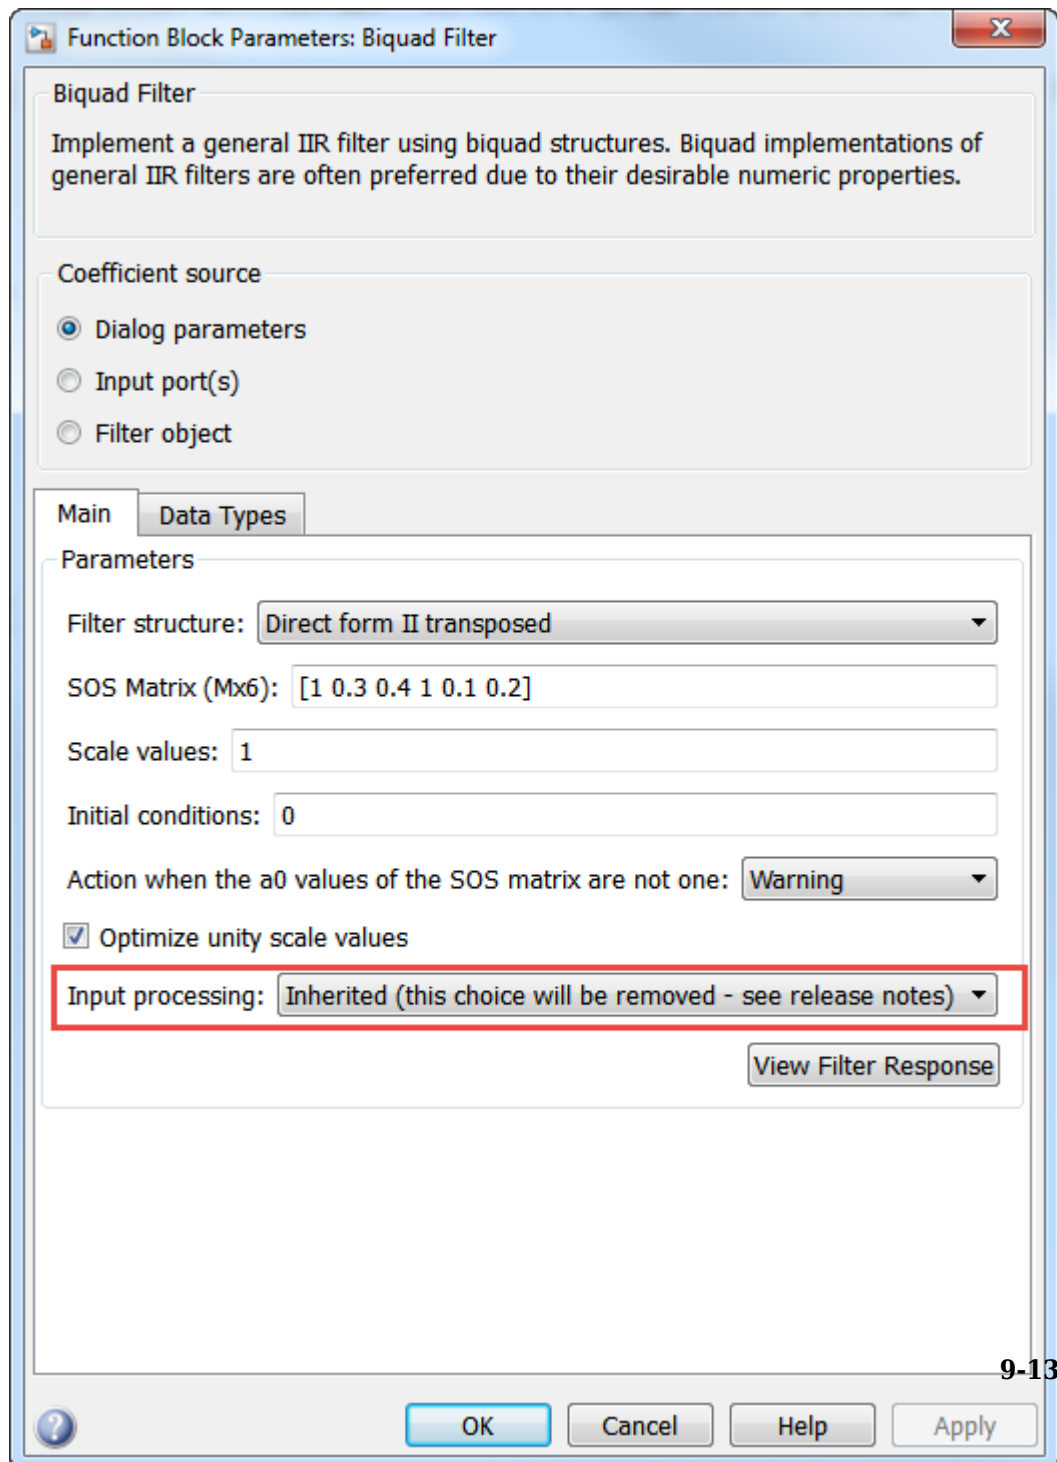 Function Block Parameters: Biquad Filter
x
Biquad Filter
Implement a general IIR filter using biquad structures. Biquad implementations of
general IIR filters are often preferred due to their desirable numeric properties.
Coefficient source
Dialog parameters
Input port(s)
Filter object
Main Data Types
Parameters
Filter structure: Direct form II transposed
SOS Matrix (Mx6): [1 0.3 0.4 1 0.1 0.2]
Scale values: 1
Initial conditions: 0
Action when the a0 values of the SOS matrix are not one: Warning
Optimize unity scale values
Input processing: Inherited (this choice will be removed - see release notes)
View Filter Response
9-13
? OK Cancel Help Apply